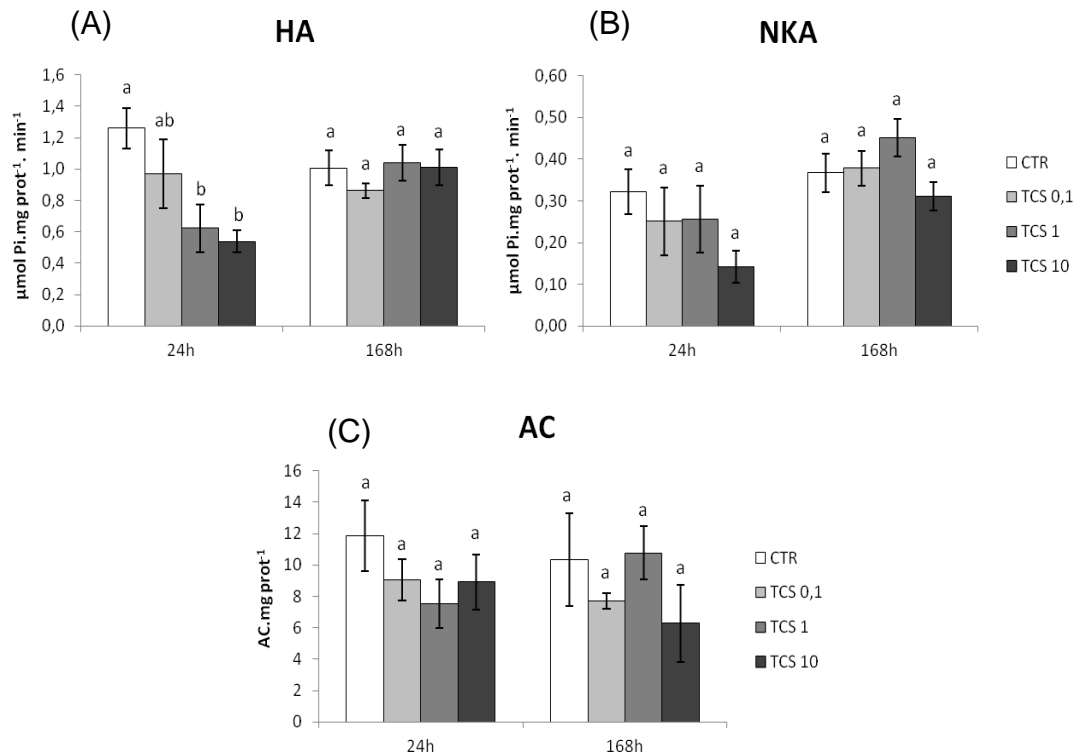 (A)
HA
µmol Pi.mg prot⁻¹. min⁻¹
1,6
1,4
1,2
1,0
0,8
0,6
0,4
0,2
0,0
a
ab
b
b
a
a
a
a
24h
168h
(B)
NKA
µmol Pi.mg prot⁻¹. min⁻¹
0,60
0,50
0,40
0,30
0,20
0,10
0,00
a
a
a
a
a
a
a
a
24h
168h
CTR
TCS 0,1
TCS 1
TCS 10
(C)
AC
AC.mg prot⁻¹
16
14
12
10
8
6
4
2
0
a
a
a
a
a
a
a
a
24h
168h
CTR
TCS 0,1
TCS 1
TCS 10